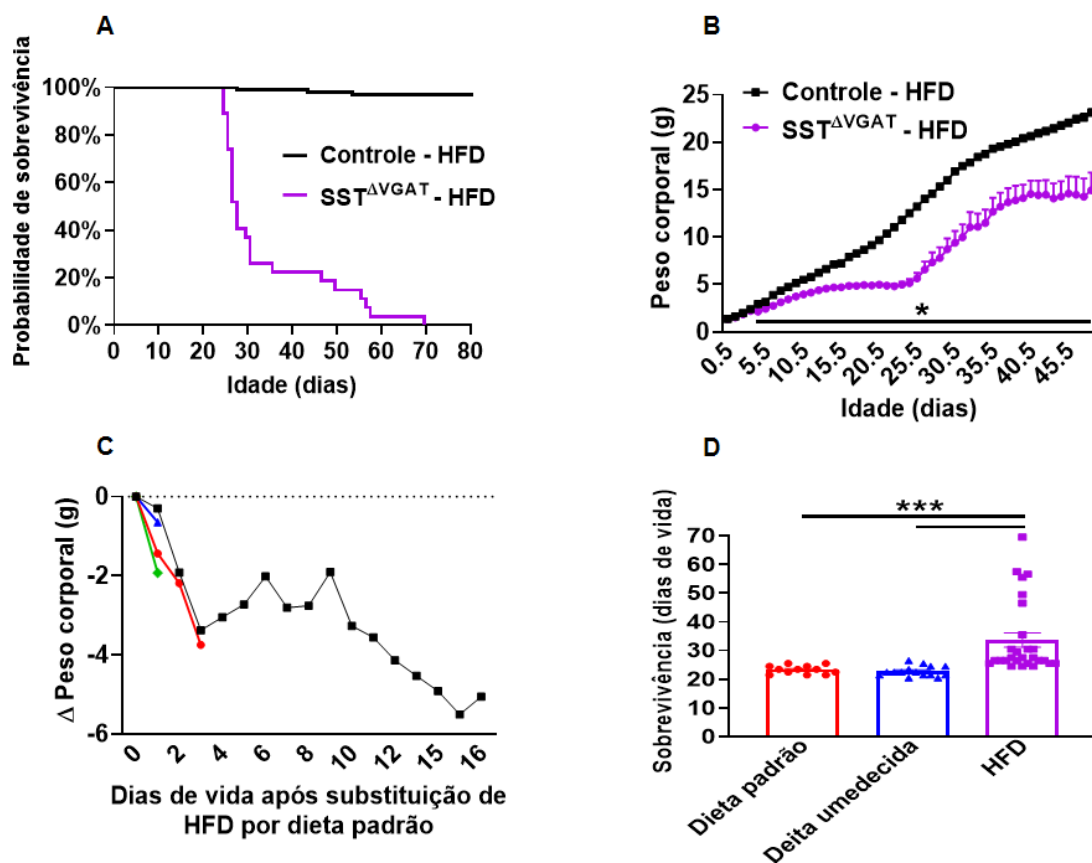 A
Probabilidade de sobrevivência
100%
80%
60%
40%
20%
0%
Controle - HFD
SST^ΔVGAT - HFD
0 10 20 30 40 50 60 70 80
Idade (dias)
B
Peso corporal (g)
25
20
15
10
5
0
Controle - HFD
SST^ΔVGAT - HFD
*
0.5 5.5 10.5 15.5 20.5 25.5 30.5 35.5 40.5 45.5
Idade (dias)
C
Δ Peso corporal (g)
0
-2
-4
-6
0 2 4 6 8 10 12 15 16
Dias de vida após substituição de
HFD por dieta padrão
D
Sobrevivência (dias de vida)
70
60
50
40
30
20
10
0
***
Dieta padrão
Deita umedecida
HFD